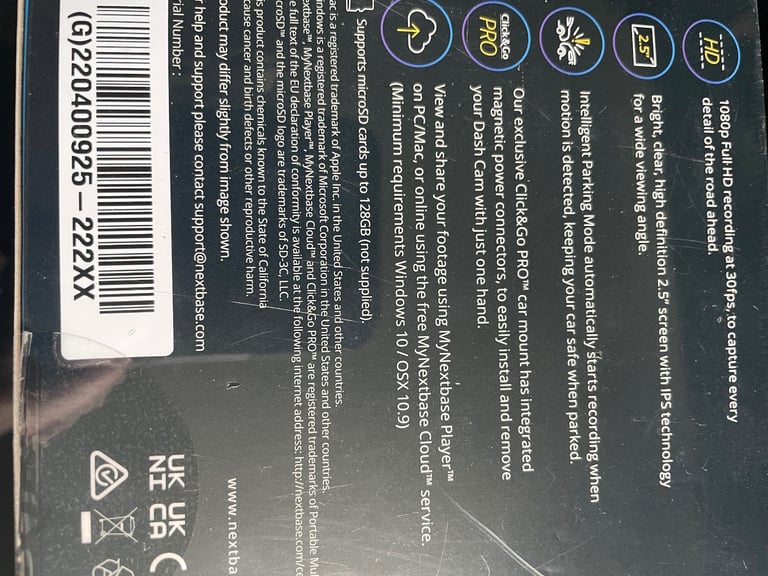 HD
1080p Full HD recording at 30fps, to capture every
detail of the road ahead.
2.5"
Bright, clear, high definition 2.5" screen with IPS technology
for a wide viewing angle.
Intelligent Parking Mode automatically starts recording when
motion is detected, keeping your car safe when parked.
Click&Go
PRO
Our exclusive Click&Go PRO™ car mount has integrated
magnetic power connectors, to easily install and remove
your Dash Cam with just one hand.
View and share your footage using MyNextbase Player™
on PC/Mac, or online using the free MyNextbase Cloud™ service.
(Minimum requirements Windows 10 / OSX 10.9)
Supports microSD cards up to 128GB (not supplied).
ac is a registered trademark of Apple Inc. in the United States and other countries.
indows is a registered trademark of Microsoft Corporation in the United States and other countries.
extbase™, MyNextbase Player™, MyNextbase Cloud™ and Click&Go PRO™ are registered trademarks of Portable Mul
e full text of the EU declaration of conformity is available at the following internet address: http://nextbase.com/ce
icroSD™ and the microSD logo are trademarks of SD-3C, LLC.
is product contains chemicals known to the State of California
cause cancer and birth defects or other reproductive harm.
oduct may differ slightly from image shown.
r help and support please contact support@nextbase.com
www.nextba
rial Number :
(G)220400925 – 222XX
UK UK
NI CA